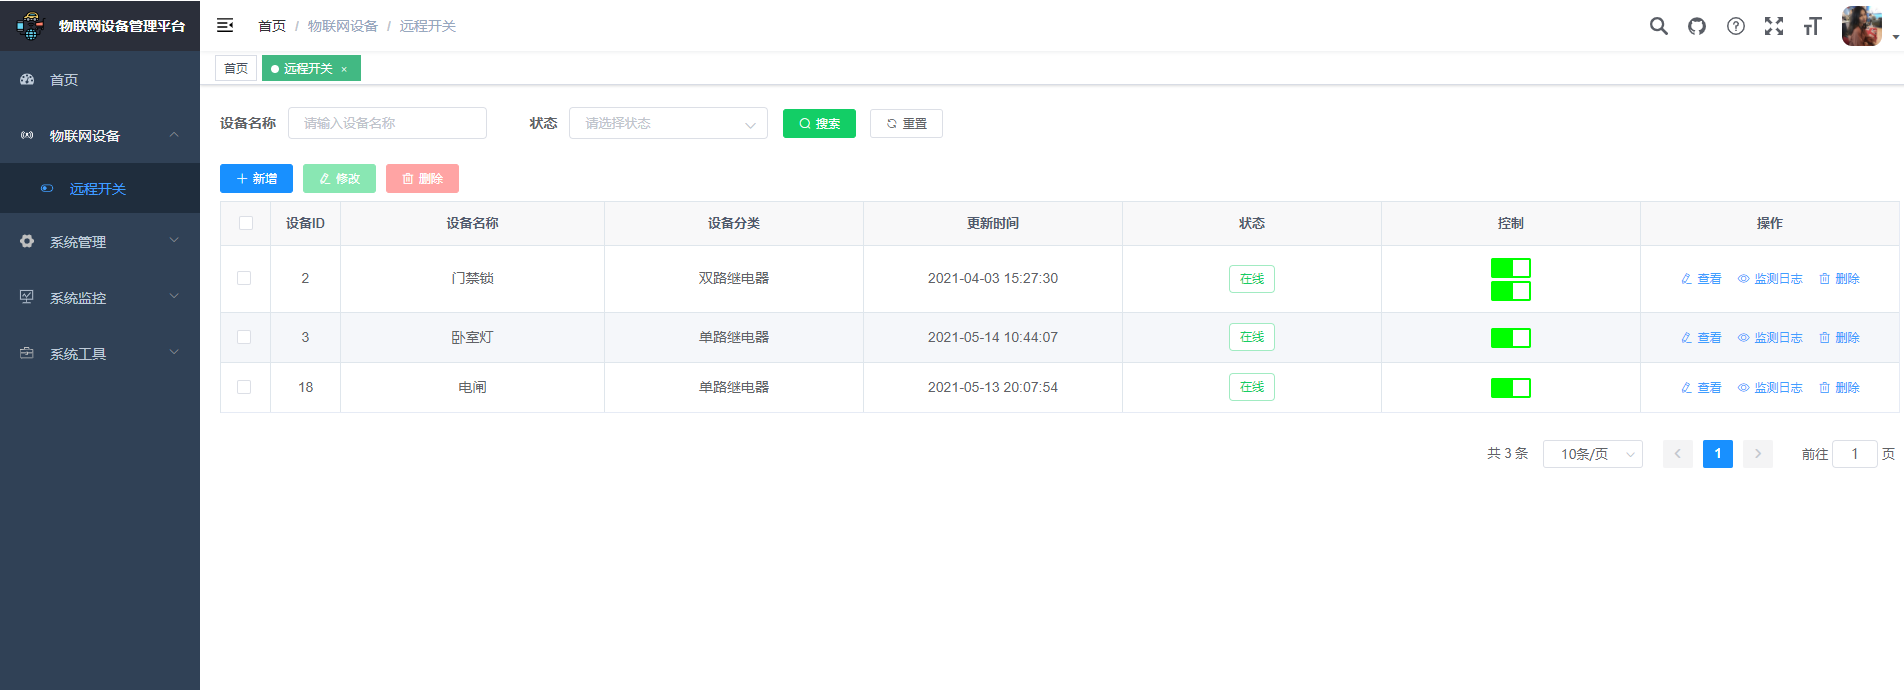 物联网设备管理平台
首页 / 物联网设备 / 远程开关
首页
远程开关 ×
首页
物联网设备
远程开关
系统管理
系统监控
系统工具
设备名称 请输入设备名称 状态 请选择状态 搜索 重置
新增 修改 删除
设备ID 设备名称 设备分类 更新时间 状态 控制 操作
2 门禁锁 双路继电器 2021-04-03 15:27:30 在线 查看 监测日志 删除
3 卧室灯 单路继电器 2021-05-14 10:44:07 在线 查看 监测日志 删除
18 电闸 单路继电器 2021-05-13 20:07:54 在线 查看 监测日志 删除
共 3 条 10条/页 1 前往 1 页